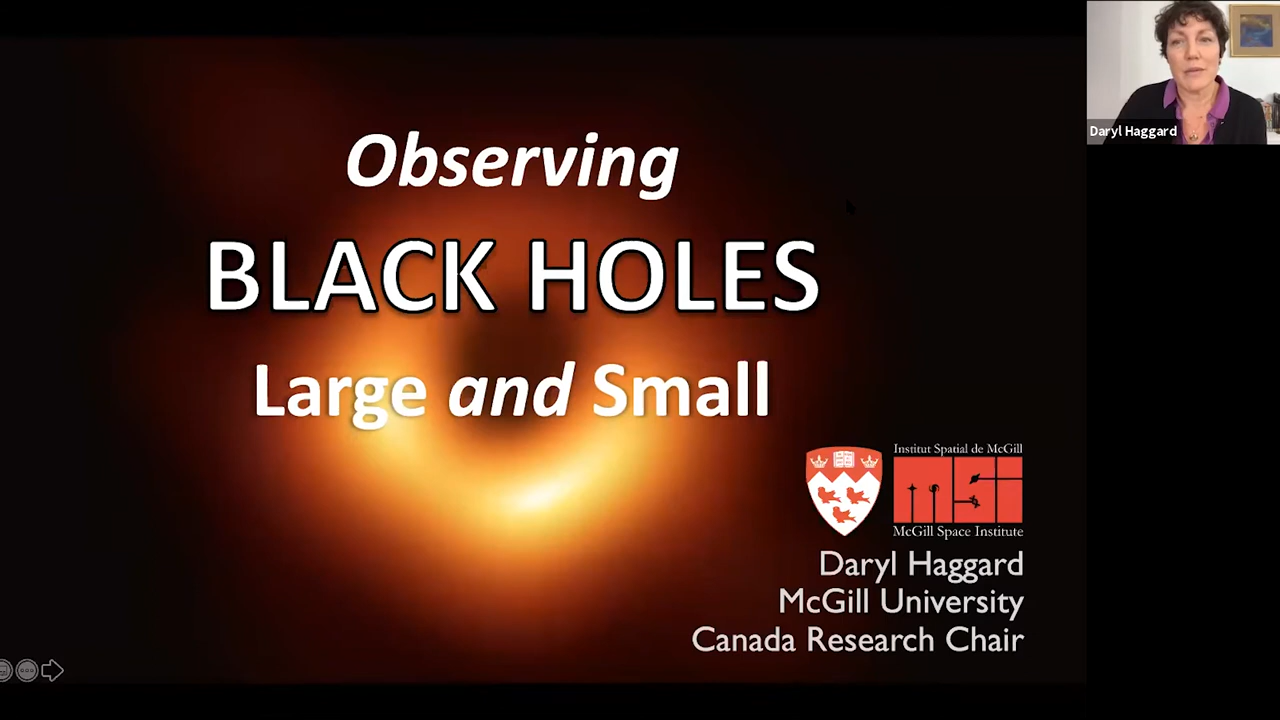 Observing
BLACK HOLES
Large and Small
Institut Spatial de McGill
msi
McGill Space Institute
Daryl Haggard
McGill University
Canada Research Chair
Daryl Haggard